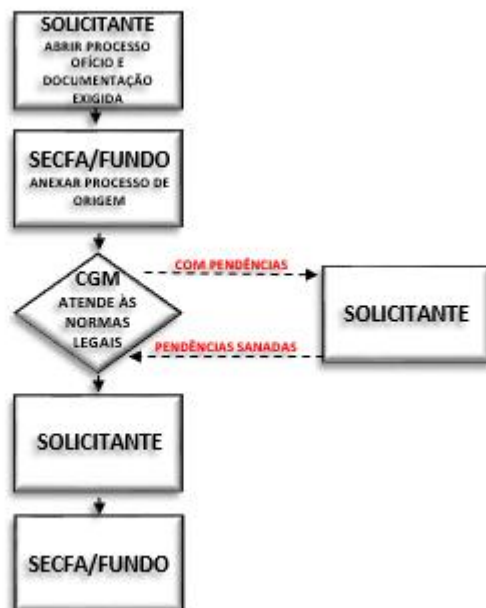 SOLICITANTE
ABRIR PROCESSO
OFÍCIO E
DOCUMENTAÇÃO
EXIGIDA
SECFA/FUNDO
ANEXAR PROCESSO DE
ORIGEM
CGM
ATENDE ÀS
NORMAS
LEGAIS
COM PENDÊNCIAS
SOLICITANTE
PENDÊNCIAS SANADAS
SOLICITANTE
SECFA/FUNDO